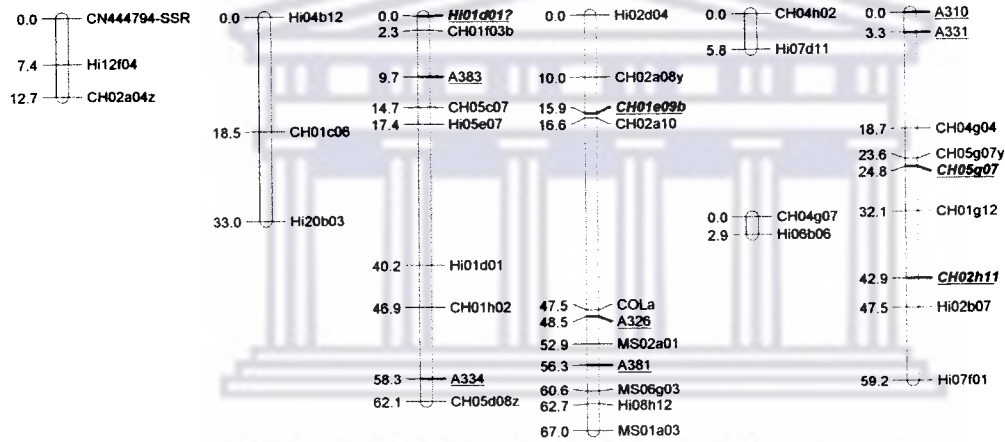 0.0 CN444794-SSR
7.4 Hi12f04
12.7 CH02a04z
0.0 Hi04b12
18.5 CH01c06
33.0 Hi20b03
0.0 Hi01d01?
2.3 CH01f03b
9.7 A383
14.7 CH05c07
17.4 Hi05e07
40.2 Hi01d01
46.9 CH01h02
58.3 A334
62.1 CH05d08z
0.0 Hi02d04
10.0 CH02a08y
15.9 CH01e09b
16.6 CH02a10
47.5 COLa
48.5 A326
52.9 MS02a01
56.3 A381
60.6 MS06g03
62.7 Hi08h12
67.0 MS01a03
0.0 CH04h02
5.8 Hi07d11
0.0 CH04g07
2.9 Hi06b06
0.0 A310
3.3 A331
18.7 CH04g04
23.6 CH05g07y
24.8 CH05g07
32.1 CH01g12
42.9 CH02h11
47.5 Hi02b07
59.2 Hi07f01